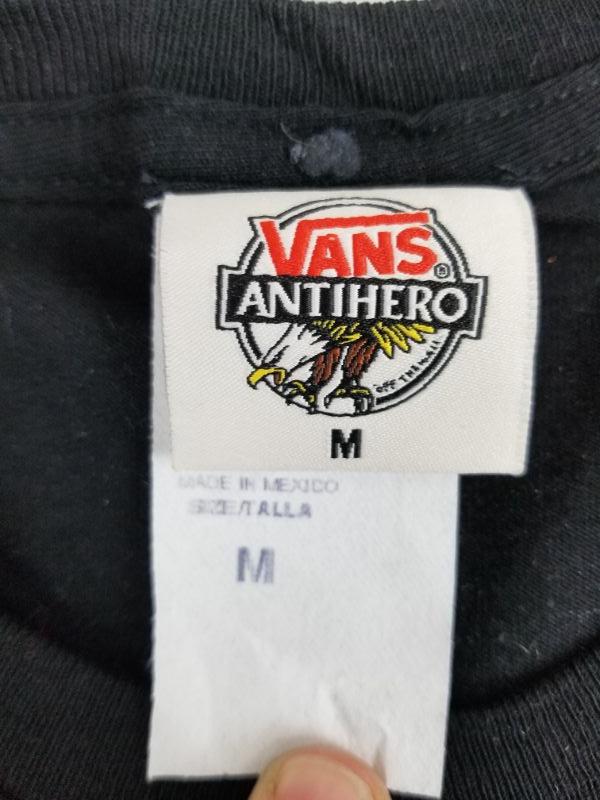 VANS®
ANTIHERO
OFF THE WALL
M
MADE IN MEXICO
SIZE/TALLA
M